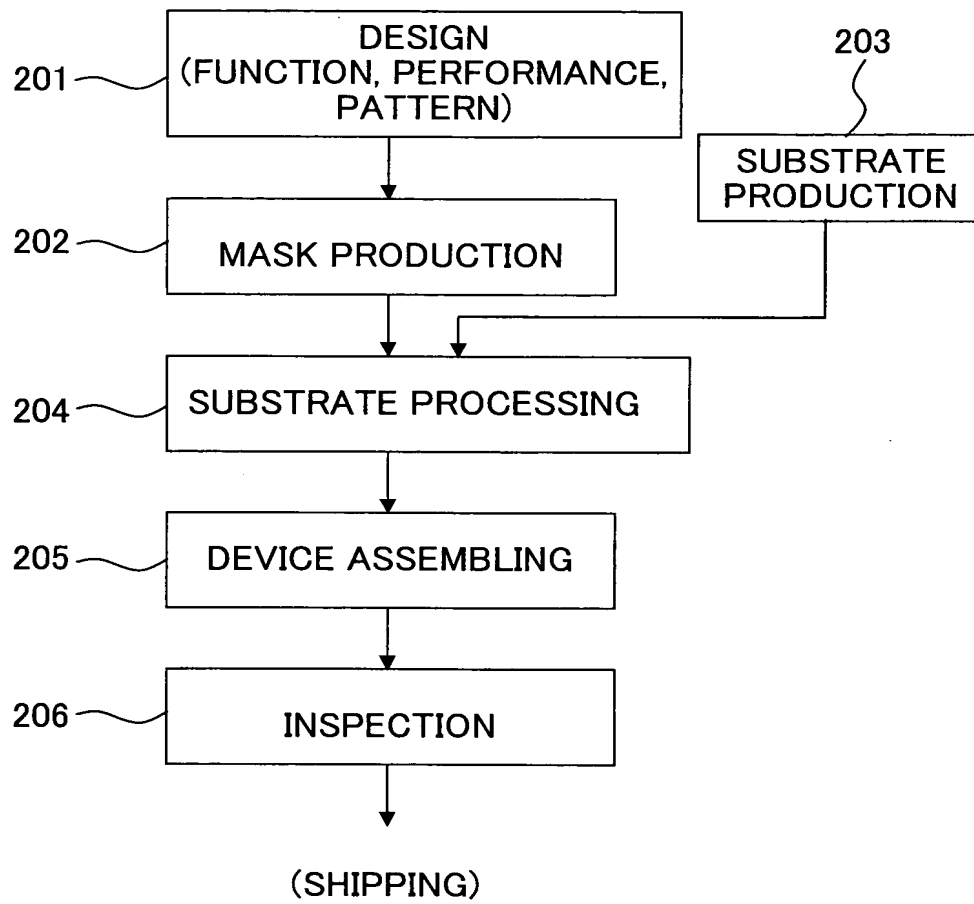 201
DESIGN
(FUNCTION, PERFORMANCE,
PATTERN)
203
SUBSTRATE
PRODUCTION
202
MASK PRODUCTION
204
SUBSTRATE PROCESSING
205
DEVICE ASSEMBLING
206
INSPECTION
(SHIPPING)